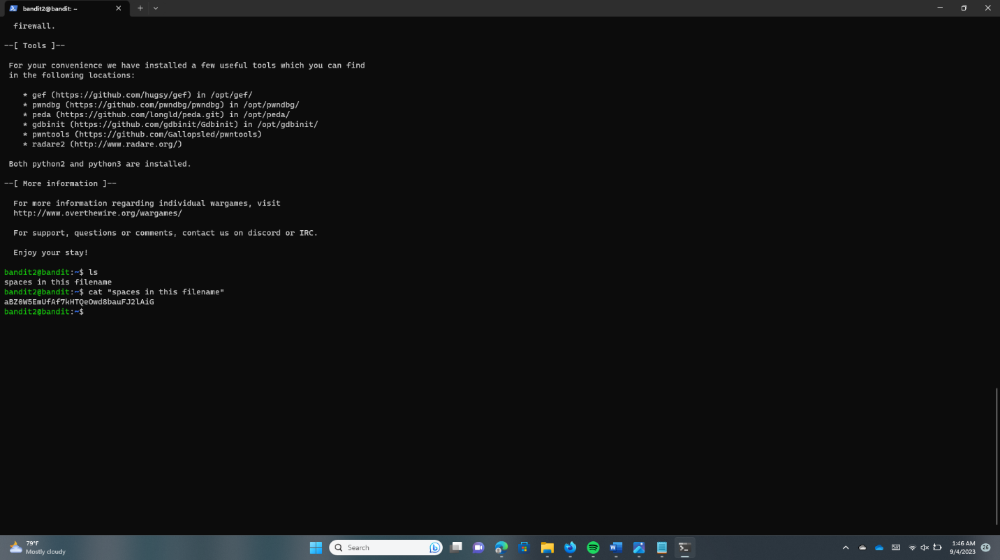 bandit2@bandit: ~
firewall.
--[ Tools ]--
For your convenience we have installed a few useful tools which you can find
in the following locations:
* gef (https://github.com/hugsy/gef) in /opt/gef/
* pwndbg (https://github.com/pwndbg/pwndbg) in /opt/pwndbg/
* peda (https://github.com/longld/peda.git) in /opt/peda/
* gdbinit (https://github.com/gdbinit/Gdbinit) in /opt/gdbinit/
* pwntools (https://github.com/Gallopsled/pwntools)
* radare2 (http://www.radare.org/)
Both python2 and python3 are installed.
--[ More information ]--
For more information regarding individual wargames, visit
http://www.overthewire.org/wargames/
For support, questions or comments, contact us on discord or IRC.
Enjoy your stay!
bandit2@bandit:~$ ls
spaces in this filename
bandit2@bandit:~$ cat "spaces in this filename"
aBZ0W5EmUfAf7kHTQeOwd8bauFJ2lAiG
bandit2@bandit:~$
79°F
Mostly cloudy
Search
1:46 AM
9/4/2023
26